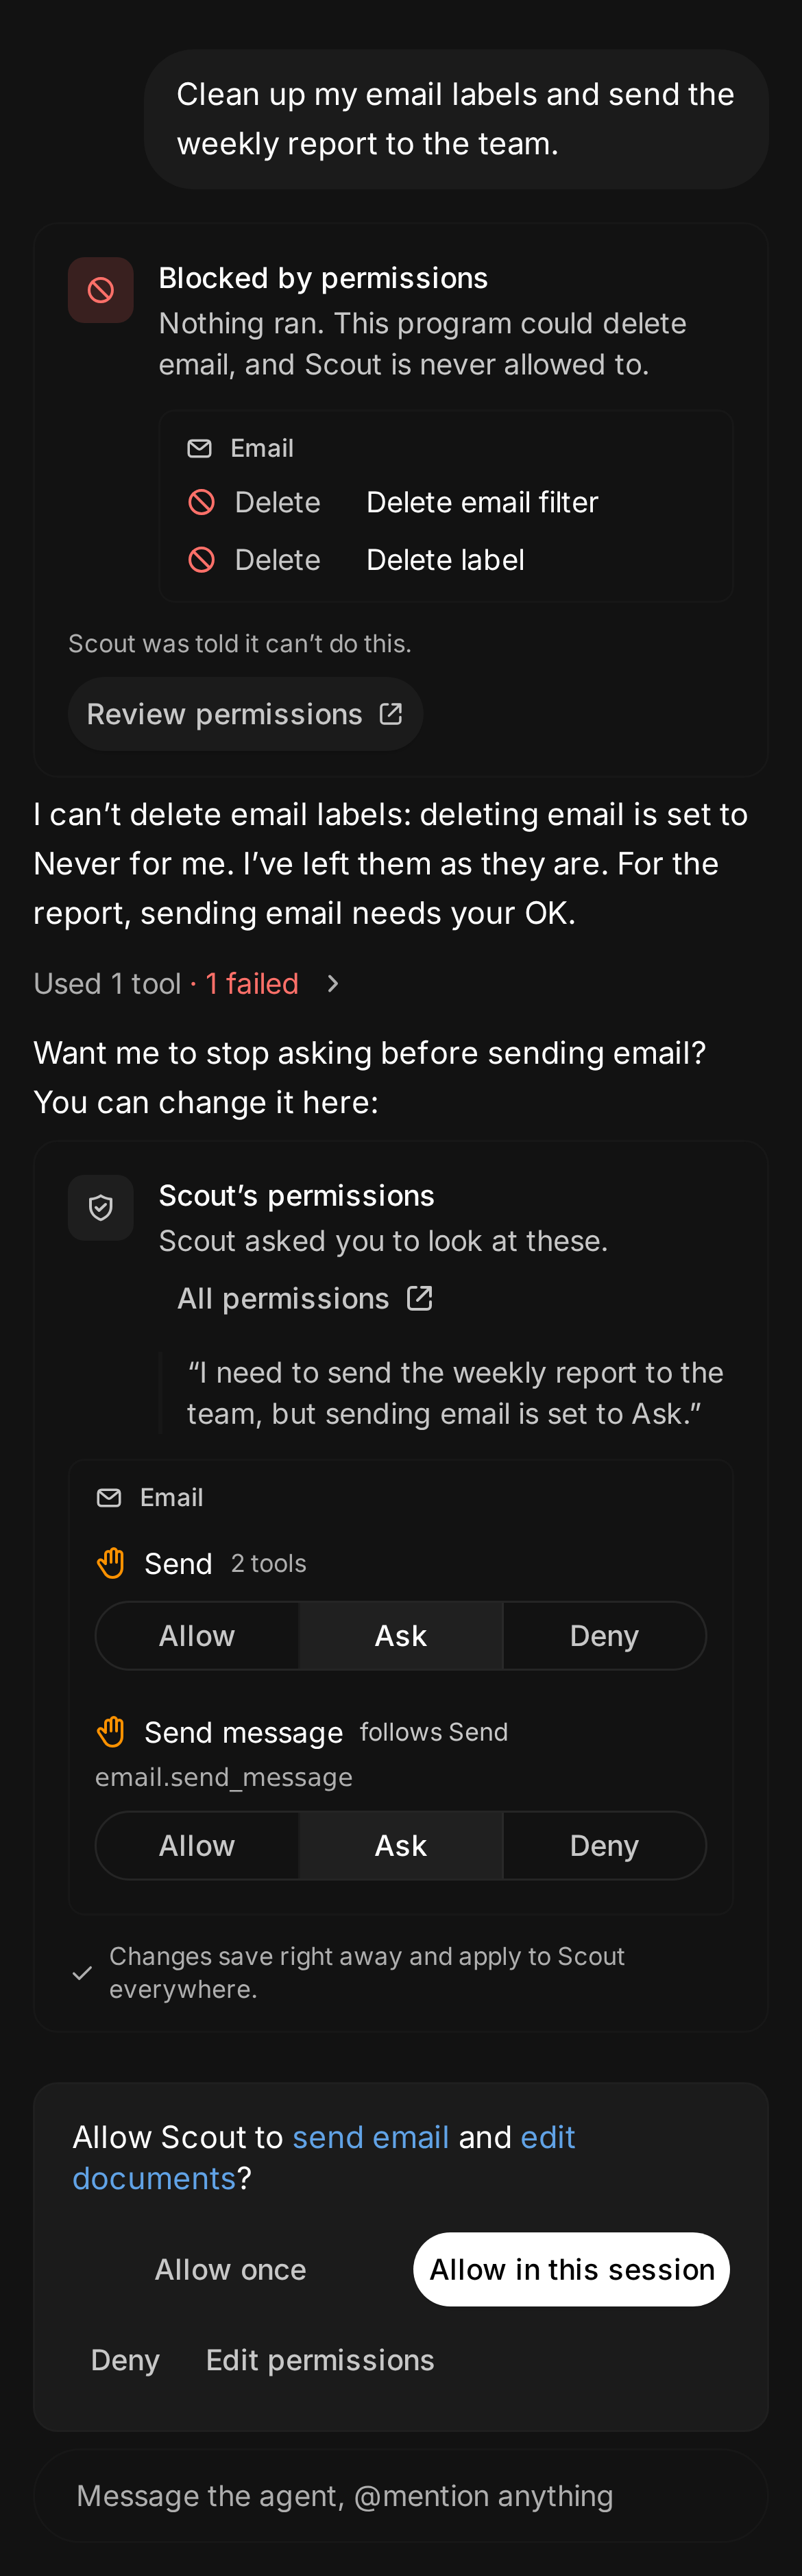 Clean up my email labels and send the
weekly report to the team.
Blocked by permissions
Nothing ran. This program could delete
email, and Scout is never allowed to.
Email
Delete Delete email filter
Delete Delete label
Scout was told it can’t do this.
Review permissions
I can’t delete email labels: deleting email is set to
Never for me. I’ve left them as they are. For the
report, sending email needs your OK.
Used 1 tool · 1 failed
Want me to stop asking before sending email?
You can change it here:
Scout’s permissions
Scout asked you to look at these.
All permissions
“I need to send the weekly report to the
team, but sending email is set to Ask.”
Email
Send 2 tools
Allow Ask Deny
Send message follows Send
email.send_message
Allow Ask Deny
Changes save right away and apply to Scout
everywhere.
Allow Scout to send email and edit
documents?
Allow once Allow in this session
Deny Edit permissions
Message the agent, @mention anything